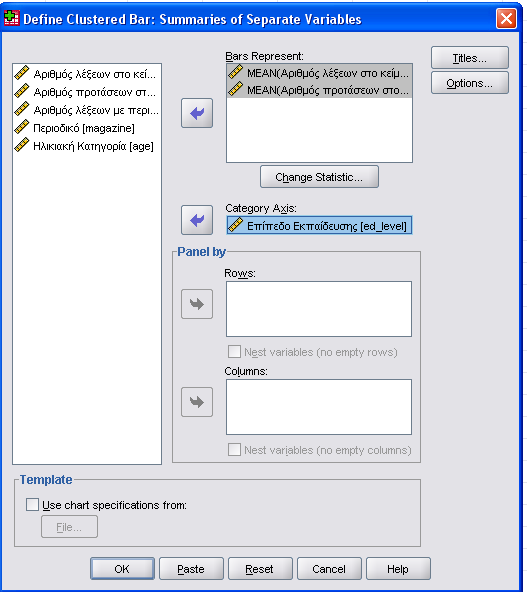 Define Clustered Bar: Summaries of Separate Variables
Αριθμός λέξεων στο κεί...
Αριθμός προτάσεων στ...
Αριθμός λέξεων με περι...
Περιοδικό [magazine]
Ηλικιακή Κατηγορία [age]
Bars Represent:
MEAN(Αριθμός λέξεων στο κείμ...
MEAN(Αριθμός προτάσεων στο...
Change Statistic...
Category Axis:
Επίπεδο Εκπαίδευσης [ed_level]
Panel by
Rows:
Nest variables (no empty rows)
Columns:
Nest variables (no empty columns)
Titles...
Options...
Template
Use chart specifications from:
File...
OK
Paste
Reset
Cancel
Help